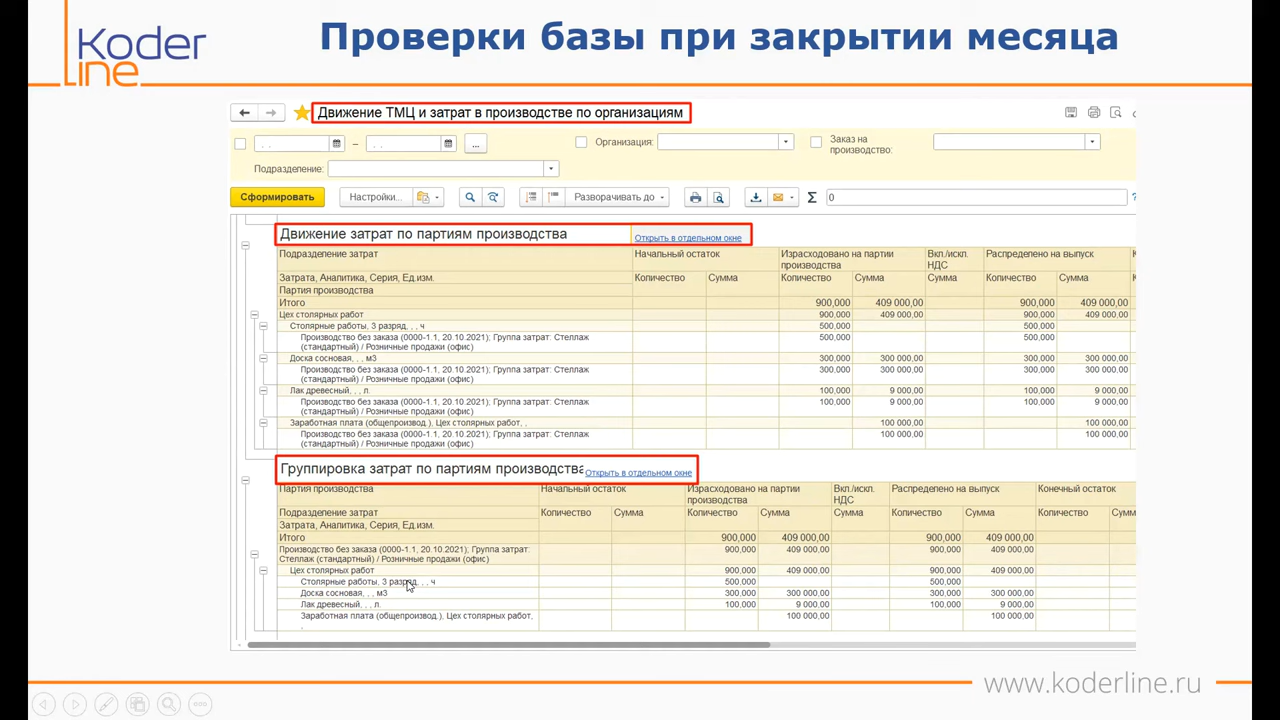 Koder line
Проверки базы при закрытии месяца
Движение ТМЦ и затрат в производстве по организациям
. . – . . ... Организация: Заказ на
производство:
Подразделение:
Сформировать Настройки... Разворачивать до Σ 0 ?
Движение затрат по партиям производства Открыть в отдельном окне
Подразделение затрат Начальный остаток Израсходовано на партии Вкл./искл. Распределено на выпуск К
производства НДС
Затрата, Аналитика, Серия, Ед.изм. Количество Сумма Количество Сумма Сумма Количество Сумма
Партия производства
Итого 900,000 409 000,00 900,000 409 000,00
Цех столярных работ 900,000 409 000,00 900,000 409 000,00
Столярные работы, 3 разряд, , , ч 500,000 500,000
Производство без заказа (0000-1.1, 20.10.2021); Группа затрат: Стеллаж 500,000 500,000
(стандартный) / Розничные продажи (офис)
Доска сосновая, , , м3 300,000 300 000,00 300,000 300 000,00
Производство без заказа (0000-1.1, 20.10.2021); Группа затрат: Стеллаж 300,000 300 000,00 300,000 300 000,00
(стандартный) / Розничные продажи (офис)
Лак древесный, , , л. 100,000 9 000,00 100,000 9 000,00
Производство без заказа (0000-1.1, 20.10.2021); Группа затрат: Стеллаж 100,000 9 000,00 100,000 9 000,00
(стандартный) / Розничные продажи (офис)
Заработная плата (общепроизвод.), Цех столярных работ, , 100 000,00 100 000,00
Производство без заказа (0000-1.1, 20.10.2021); Группа затрат: Стеллаж 100 000,00 100 000,00
(стандартный) / Розничные продажи (офис)
Группировка затрат по партиям производства Открыть в отдельном окне
Партия производства Начальный остаток Израсходовано на партии Вкл./искл. Распределено на выпуск Конечный остаток
производства НДС
Подразделение затрат Количество Сумма Количество Сумма Сумма Количество Сумма Количество Сумм
Затрата, Аналитика, Серия, Ед.изм.
Итого 900,000 409 000,00 900,000 409 000,00
Производство без заказа (0000-1.1, 20.10.2021); Группа затрат: 900,000 409 000,00 900,000 409 000,00
Стеллаж (стандартный) / Розничные продажи (офис)
Цех столярных работ 900,000 409 000,00 900,000 409 000,00
Столярные работы, 3 разряд, , , ч 500,000 500,000
Доска сосновая, , , м3 300,000 300 000,00 300,000 300 000,00
Лак древесный, , , л. 100,000 9 000,00 100,000 9 000,00
Заработная плата (общепроизвод.), Цех столярных работ, 100 000,00 100 000,00
,
www.koderline.ru